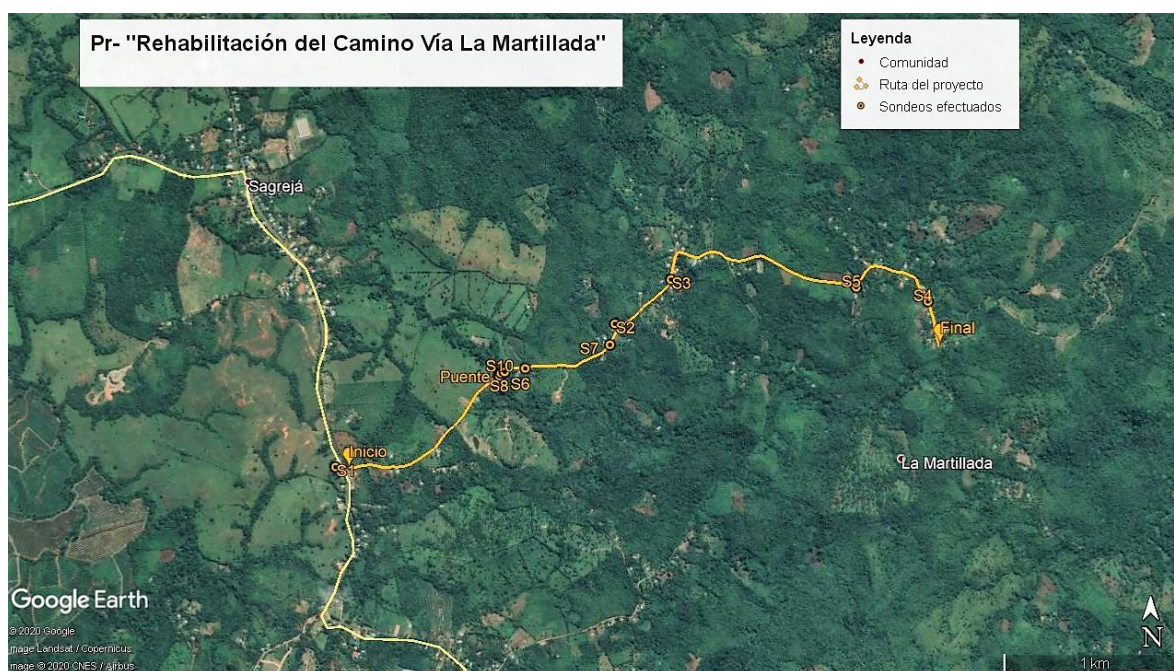 Pr- "Rehabilitación del Camino Vía La Martillada"
Leyenda
Comunidad
Ruta del proyecto
Sondeos efectuados
Sagrejá
S3
S5
S4
S2
Final
S7
S10
Puente
S8
S6
Inicio
S1
La Martillada
Google Earth
© 2020 Google
mage Landsat / Copernicus
mage © 2020 CNES / Airbus
1 km
N